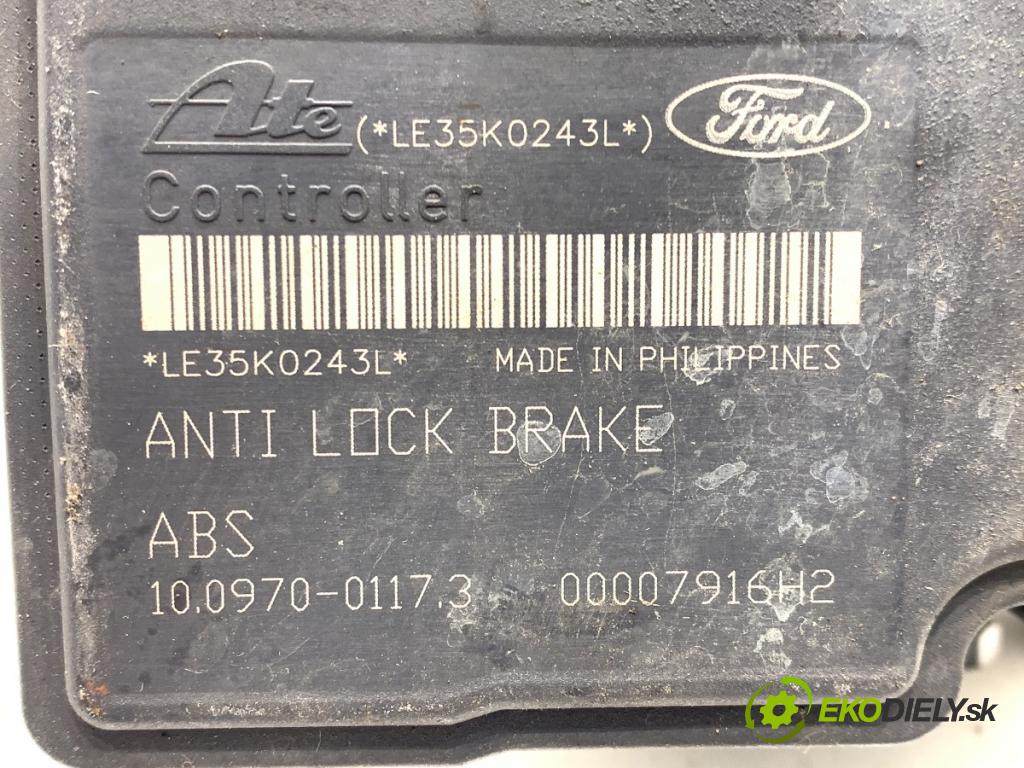 Ate (*LE35K0243L*) Ford
Controller
*LE35K0243L* MADE IN PHILIPPINES
ANTI LOCK BRAKE
ABS
10.0970-0117.3 00007916H2
EKODIELY.sk